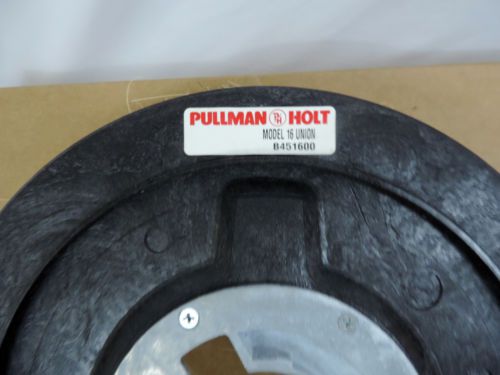 PULLMAN PH HOLT
MODEL 16 UNION
B451600